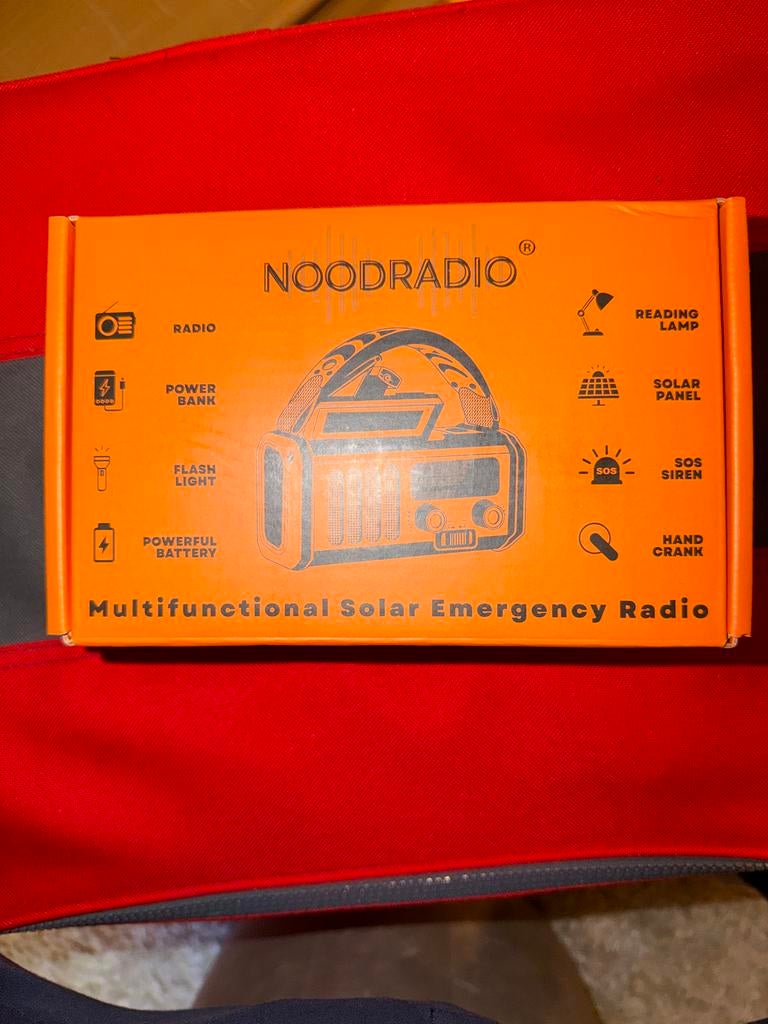 NOODRADIO®
RADIO
POWER
BANK
FLASH
LIGHT
POWERFUL
BATTERY
READING
LAMP
SOLAR
PANEL
SOS
SOS
SIREN
HAND
CRANK
Multifunctional Solar Emergency Radio